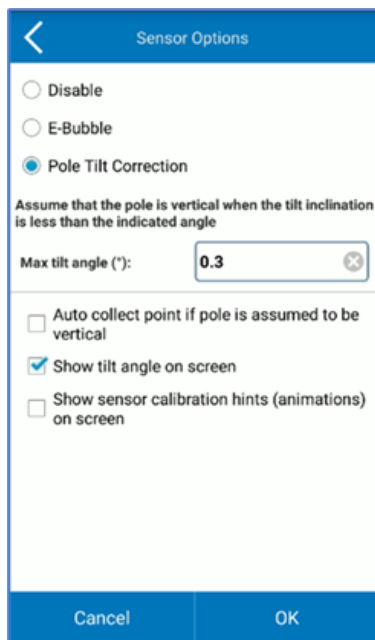 Sensor Options
Disable
E-Bubble
Pole Tilt Correction
Assume that the pole is vertical when the tilt inclination
is less than the indicated angle
Max tilt angle (°): 0.3
Auto collect point if pole is assumed to be
vertical
Show tilt angle on screen
Show sensor calibration hints (animations)
on screen
Cancel OK